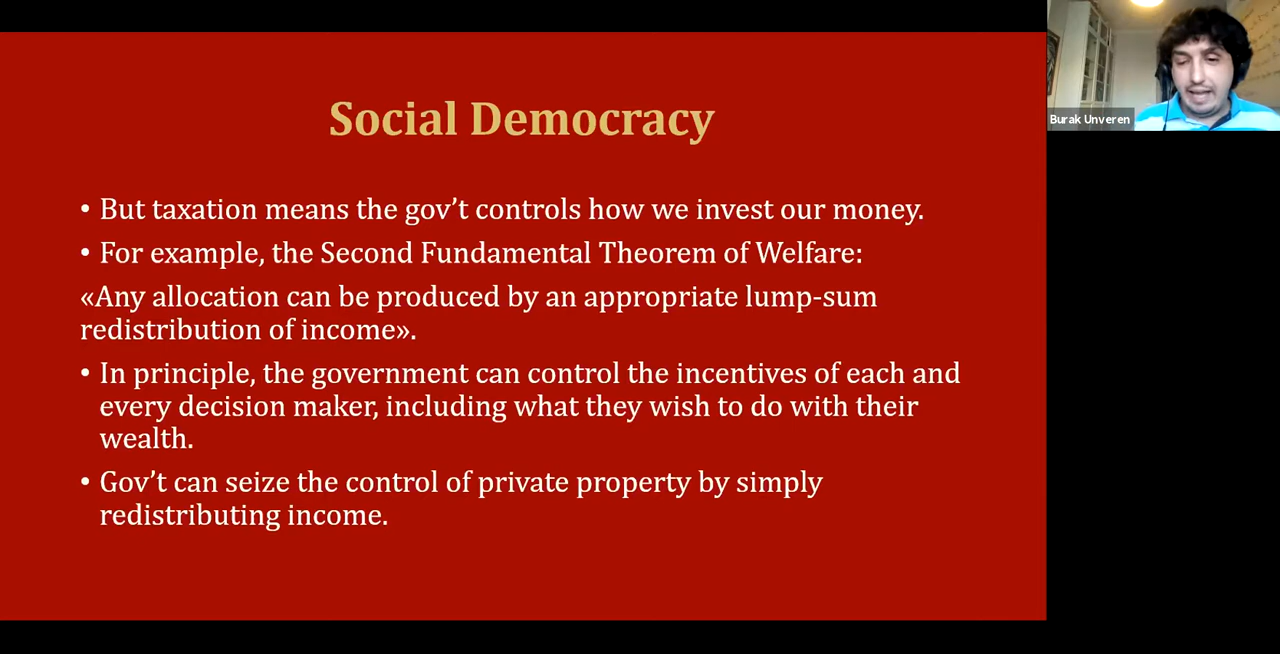 Social Democracy
• But taxation means the gov’t controls how we invest our money.
• For example, the Second Fundamental Theorem of Welfare:
«Any allocation can be produced by an appropriate lump-sum
redistribution of income».
• In principle, the government can control the incentives of each and
every decision maker, including what they wish to do with their
wealth.
• Gov’t can seize the control of private property by simply
redistributing income.
Burak Unveren